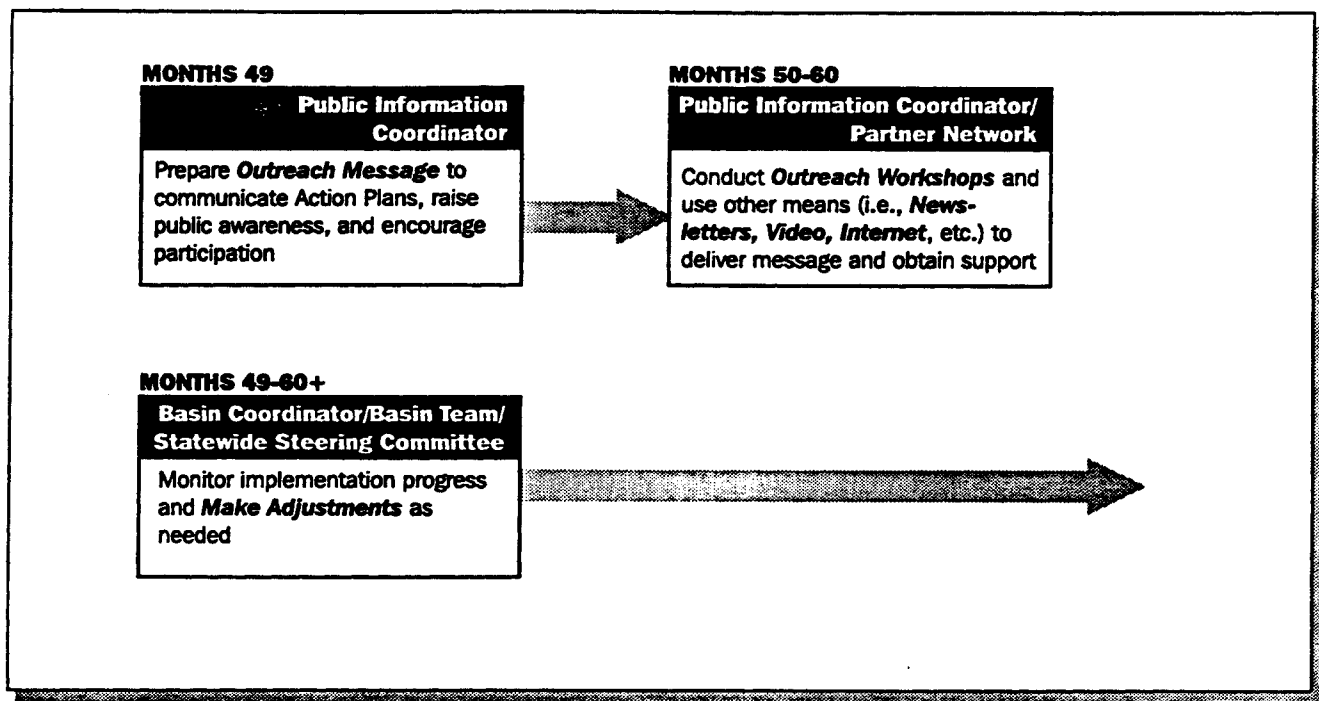 MONTHS 49
Public Information
Coordinator
Prepare Outreach Message to
communicate Action Plans, raise
public awareness, and encourage
participation
MONTHS 50-60
Public Information Coordinator/
Partner Network
Conduct Outreach Workshops and
use other means (i.e., News-
letters, Video, Internet, etc.) to
deliver message and obtain support
MONTHS 49-60+
Basin Coordinator/Basin Team/
Statewide Steering Committee
Monitor implementation progress
and Make Adjustments as
needed